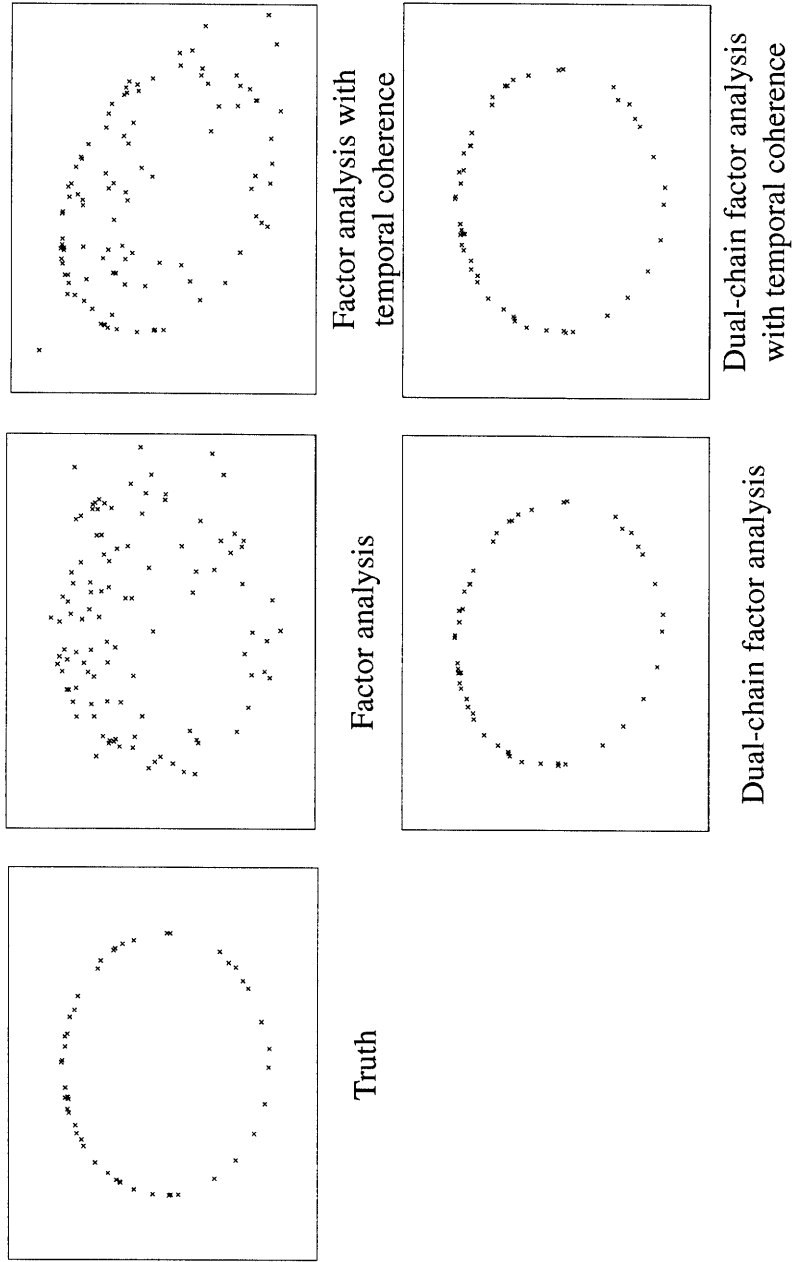 Truth
Factor analysis
Factor analysis with
temporal coherence
Dual-chain factor analysis
Dual-chain factor analysis
with temporal coherence